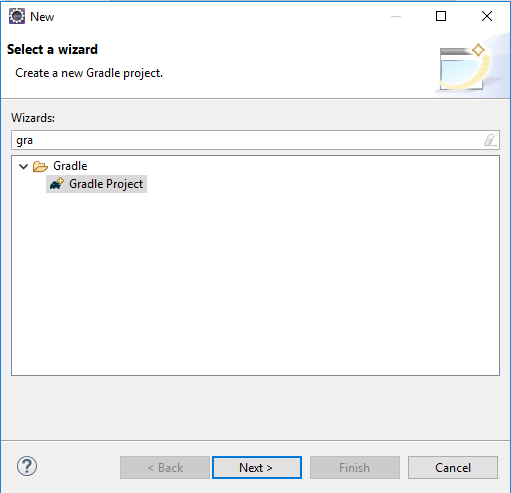 New
Select a wizard
Create a new Gradle project.
Wizards:
gra
Gradle
Gradle Project
?
< Back
Next >
Finish
Cancel